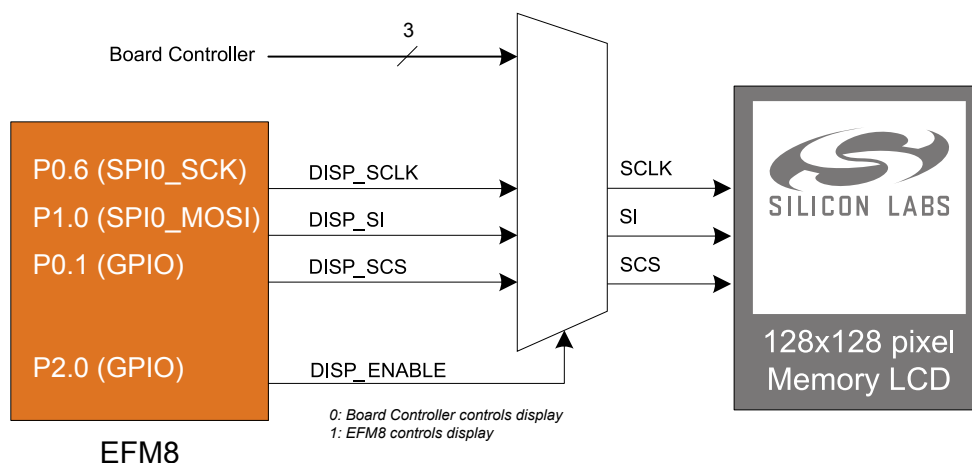 3
Board Controller
P0.6 (SPI0_SCK)
DISP_SCLK
SCLK
P1.0 (SPI0_MOSI)
DISP_SI
SI
P0.1 (GPIO)
DISP_SCS
SCS
SILICON LABS
P2.0 (GPIO)
DISP_ENABLE
128x128 pixel
Memory LCD
0: Board Controller controls display
1: EFM8 controls display
EFM8